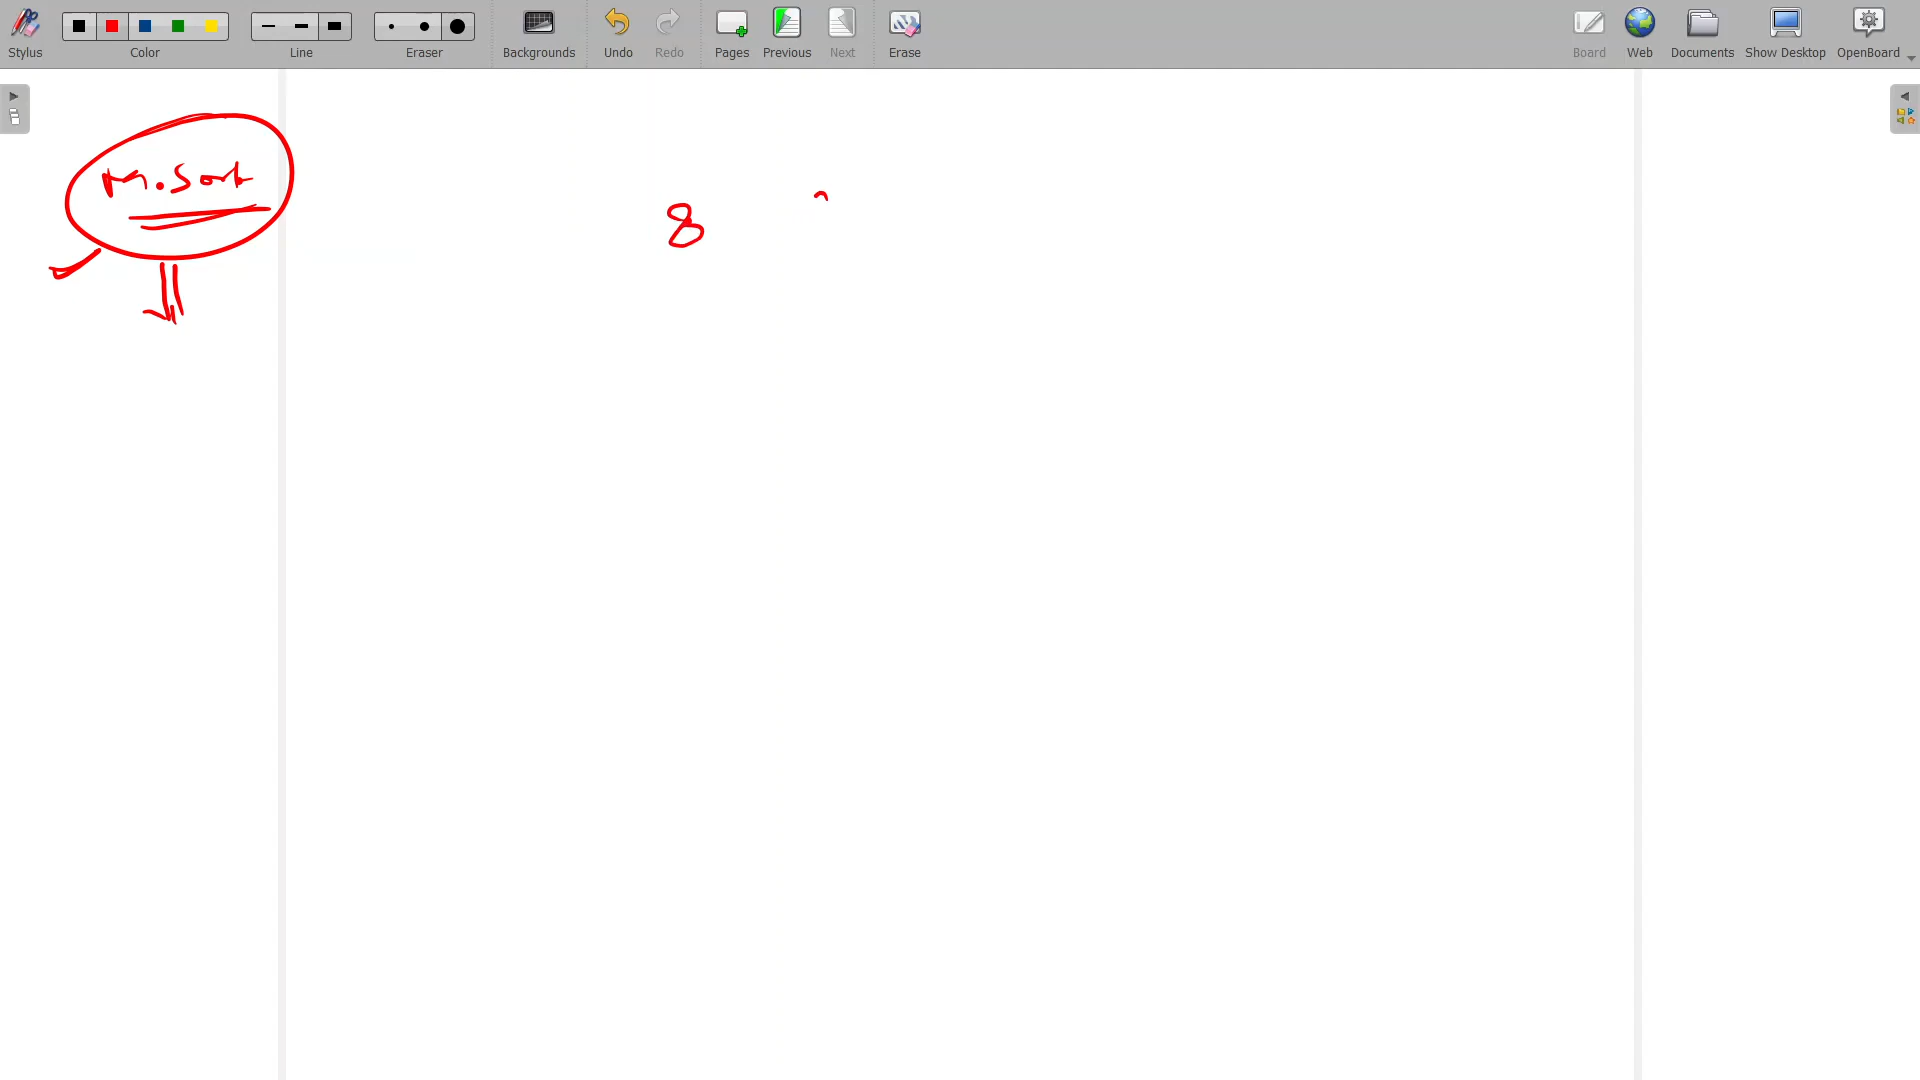 Stylus Color Line Eraser Backgrounds Undo Redo Pages Previous Next Erase Board Web Documents Show Desktop OpenBoard
M.Sort
8